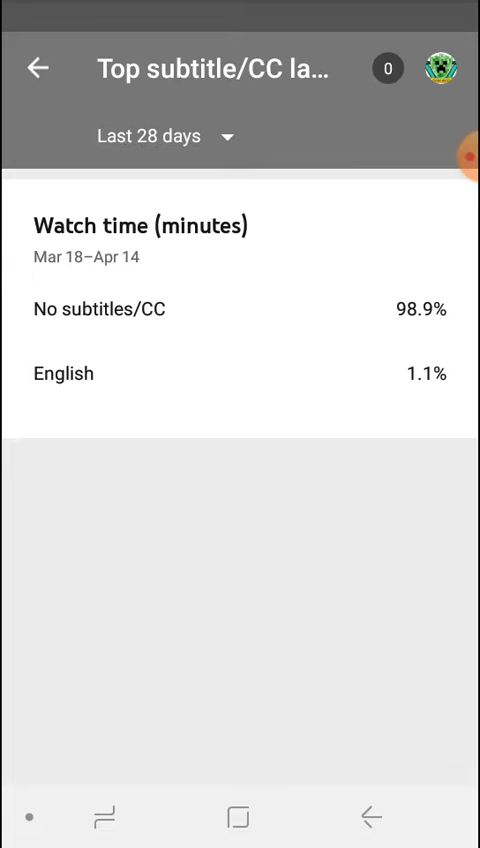 Top subtitle/CC la...
0
Last 28 days
Watch time (minutes)
Mar 18–Apr 14
No subtitles/CC 98.9%
English 1.1%